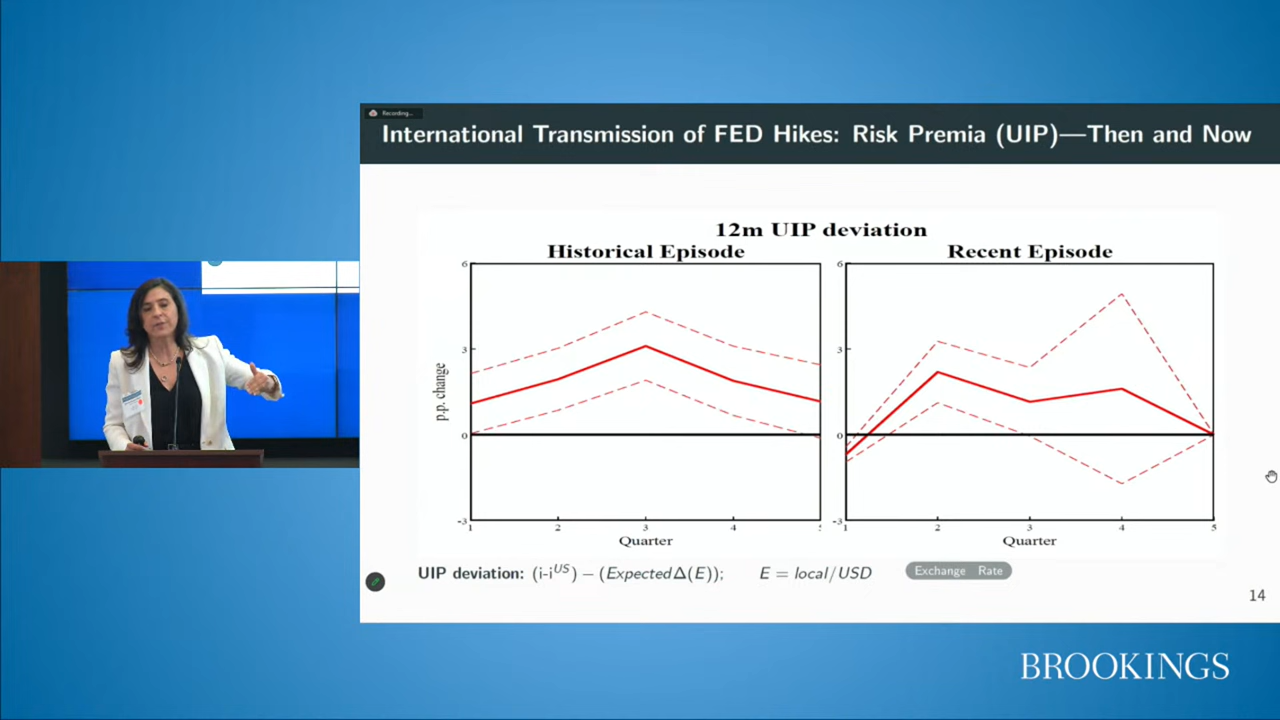 Recording...
International Transmission of FED Hikes: Risk Premia (UIP)—Then and Now
12m UIP deviation
Historical Episode
Recent Episode
p.p. change
6
3
0
-3
1
2
3
4
Quarter
6
3
0
-3
1
2
3
4
5
Quarter
UIP deviation: (i-i^{US}) − (ExpectedΔ(E)); E = local/USD
Exchange Rate
14
BROOKINGS